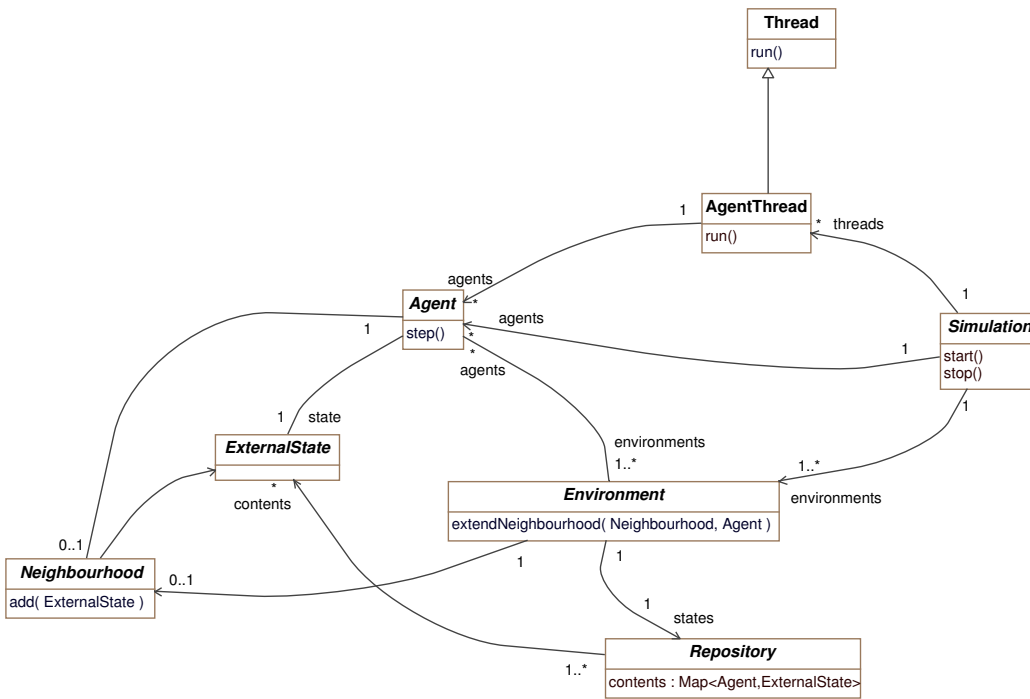 Thread
run()
AgentThread
run()
1
* threads
agents
*
1
Agent
step()
1
agents
*
*
agents
1
Simulation
start()
stop()
1
1 state
ExternalState
*
contents
environments
1..*
1..*
environments
Environment
extendNeighbourhood( Neighbourhood, Agent )
0..1
Neighbourhood
add( ExternalState )
0..1
1
1
1
states
1..*
Repository
contents : Map<Agent,ExternalState>